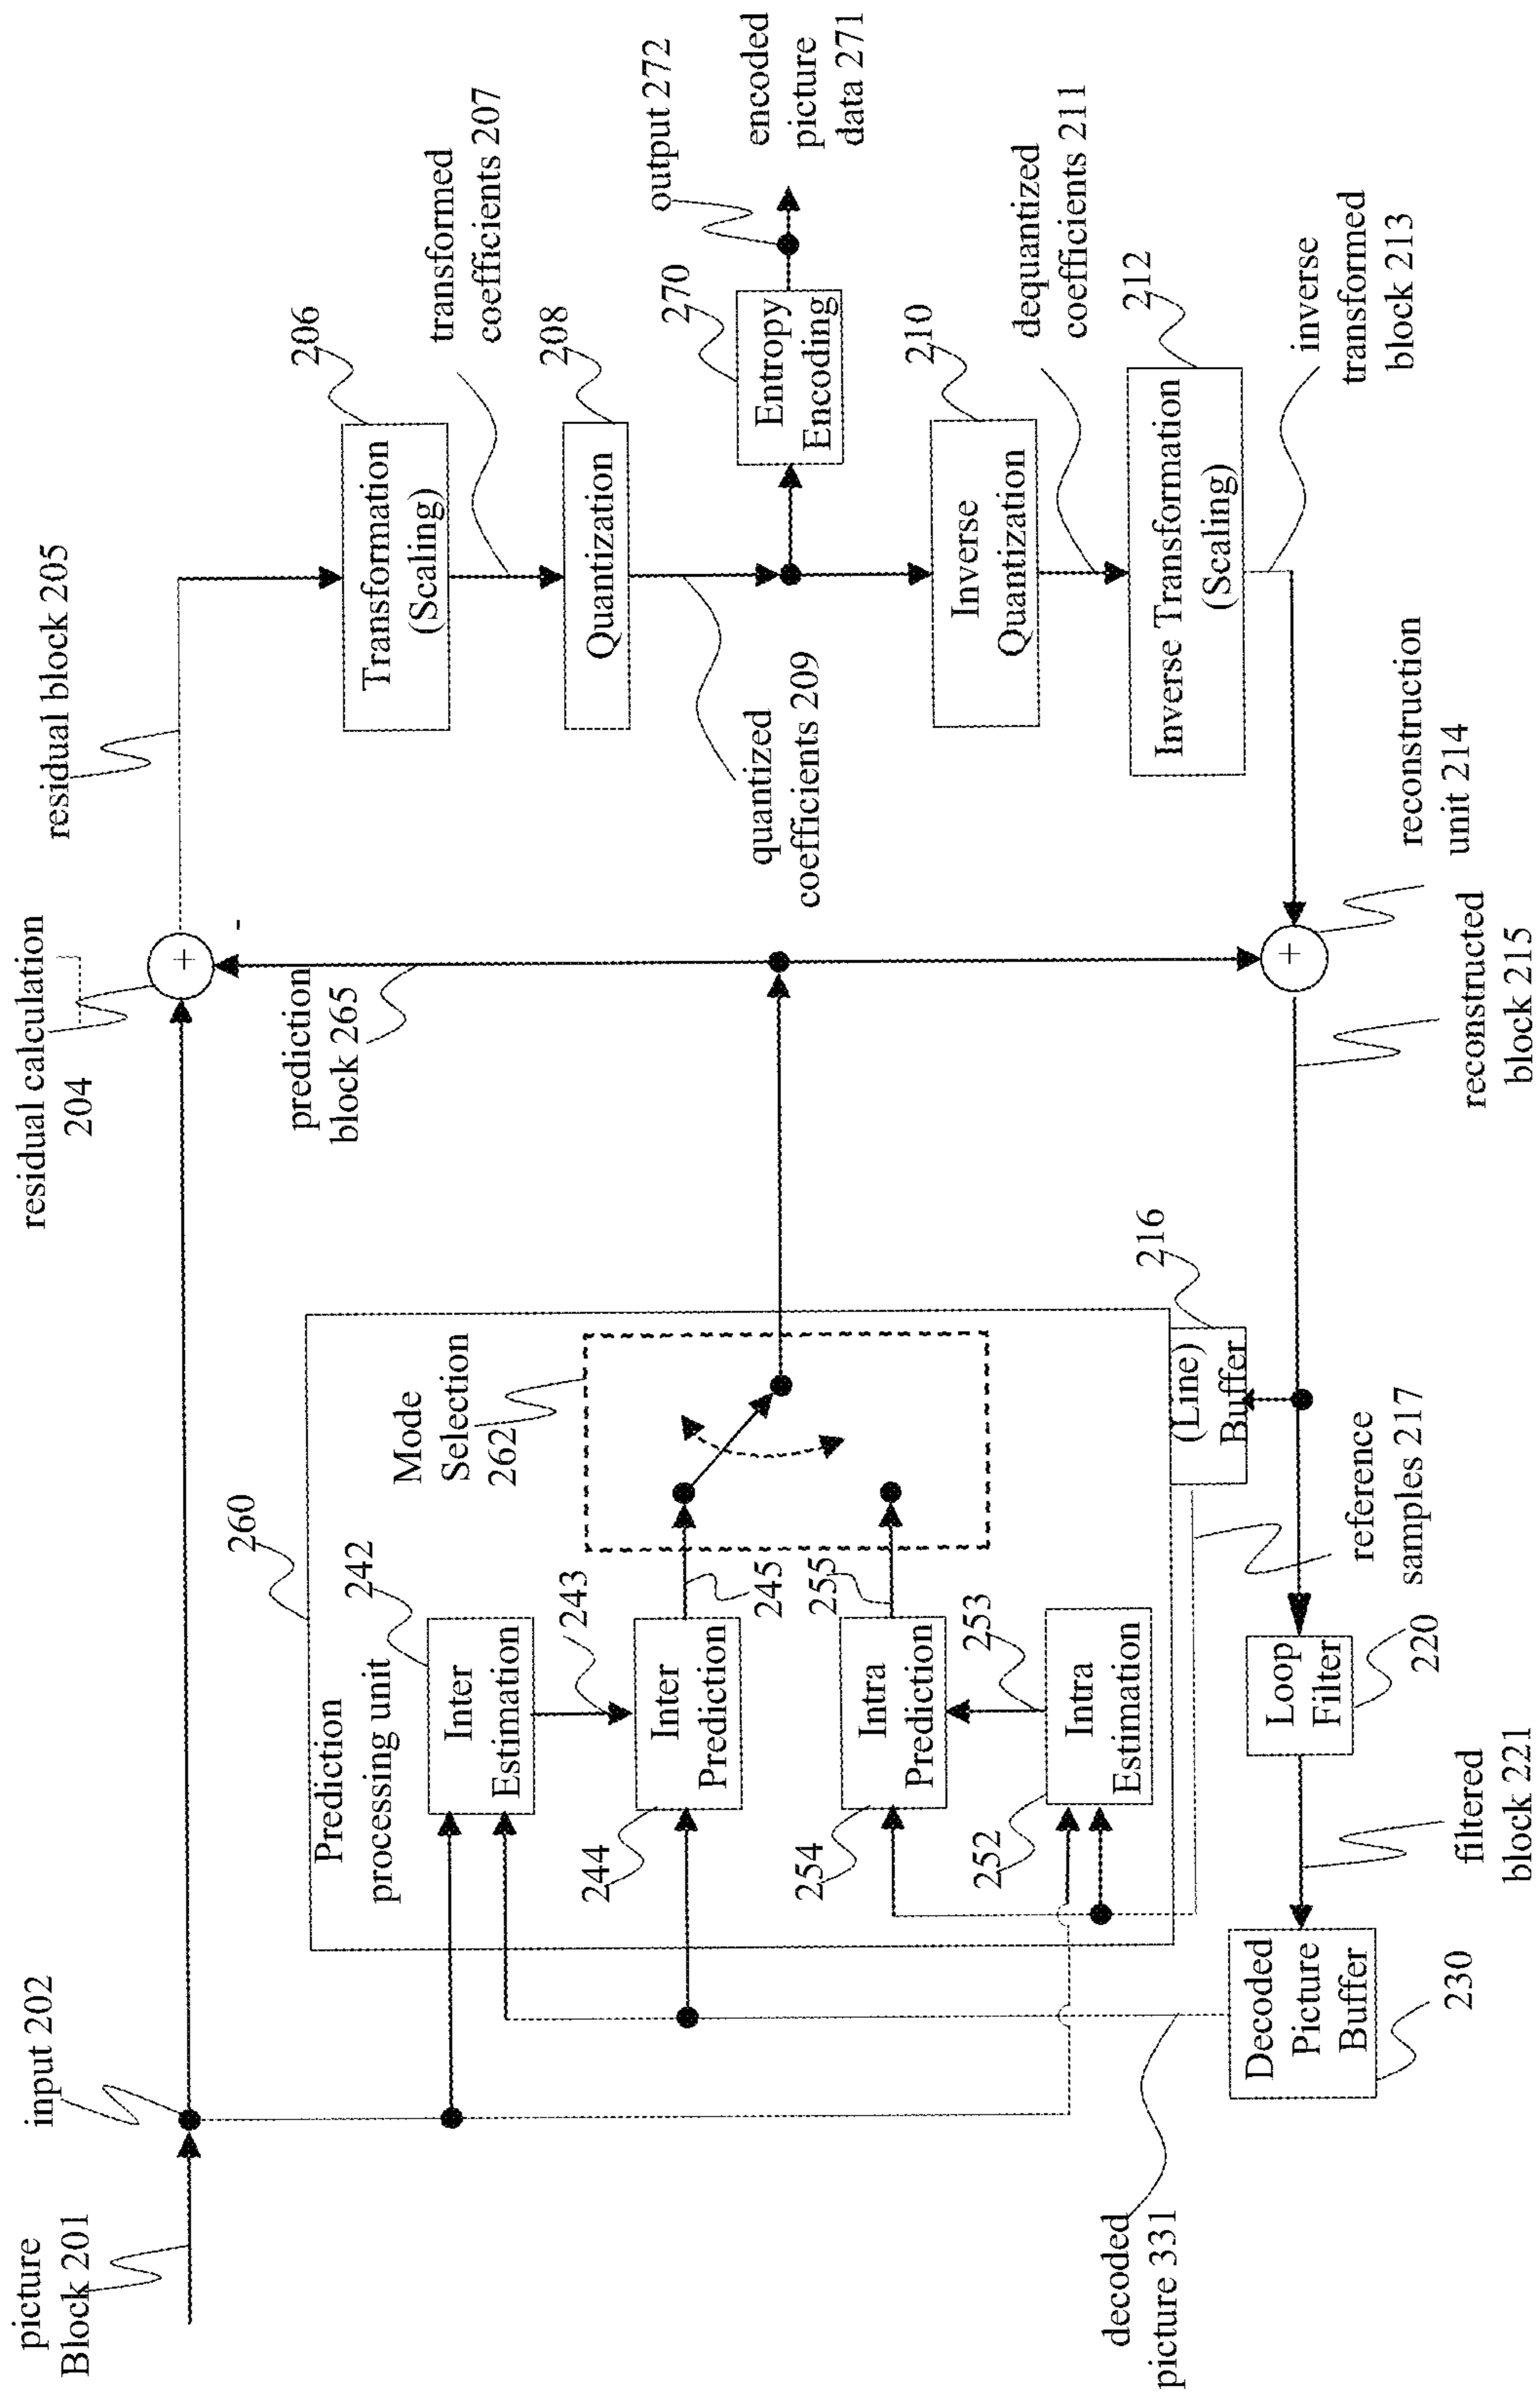 picture
Block 201
input 202
residual calculation
204
residual block 205
+
-
prediction
block 265
206
Transformation
(Scaling)
transformed
coefficients 207
208
Quantization
quantized
coefficients 209
270
Entropy
Encoding
output 272
encoded
picture
data 271
210
Inverse
Quantization
dequantized
coefficients 211
212
Inverse Transformation
(Scaling)
inverse
transformed
block 213
reconstruction
unit 214
+
reconstructed
block 215
260
Prediction
processing unit
242
Inter
Estimation
243
Inter
Prediction
244
245
Mode
Selection
262
254
Intra
Prediction
255
253
252
Intra
Estimation
216
(Line)
Buffer
reference
samples 217
Loop
Filter
220
filtered
block 221
Decoded
Picture
Buffer
230
decoded
picture 331